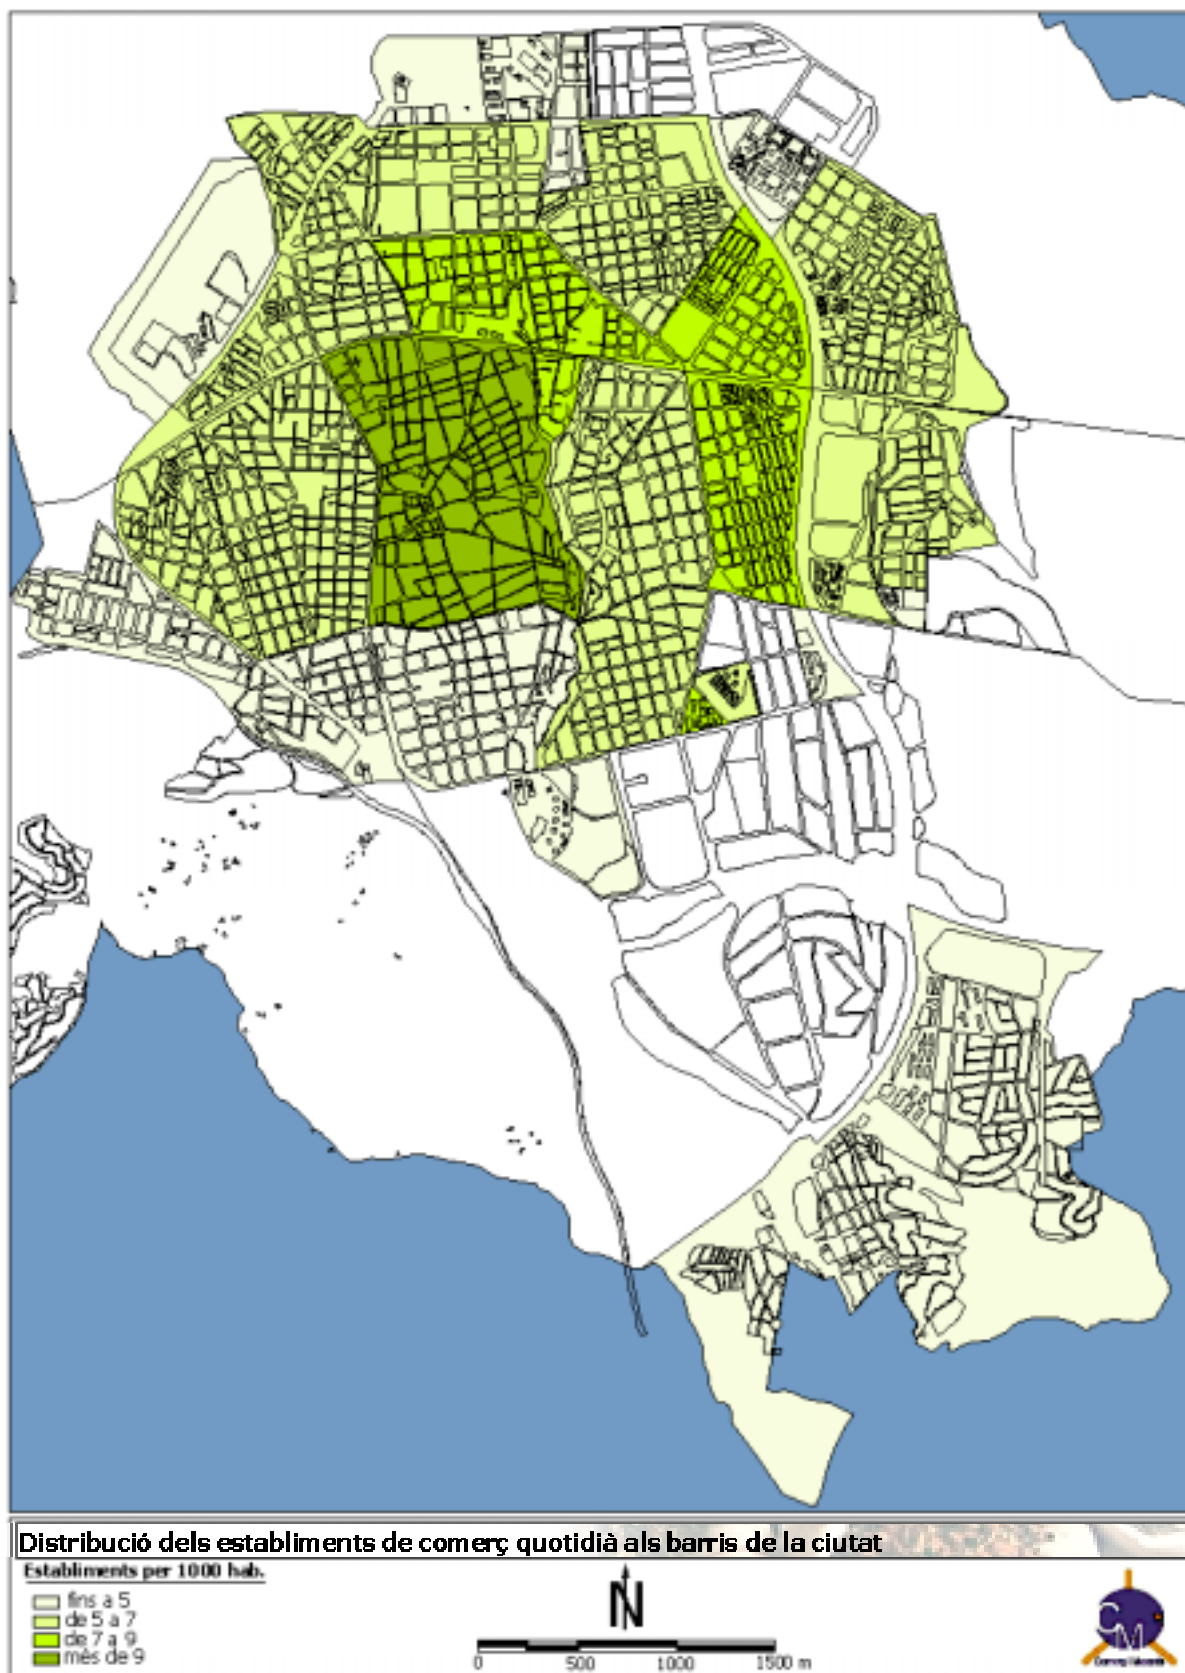 Distribució dels establiments de comerç quotidià als barris de la ciutat
Establiments per 1000 hab.
fins a 5
de 5 a 7
de 7 a 9
més de 9
N
0 500 1000 1500 m
CM